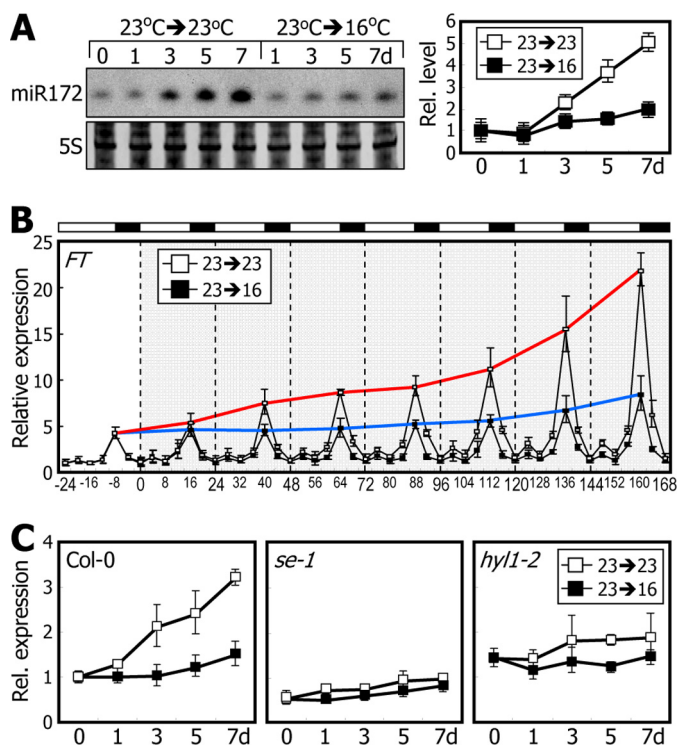 A
23°C➔23°C 23°C➔16°C
0 1 3 5 7 1 3 5 7d
miR172
5S
Rel. level
6
5
4
3
2
1
0
23➔23
23➔16
0 1 3 5 7d
B
Relative expression
25
20
15
10
5
0
FT
23➔23
23➔16
-24 -16 -8 0 8 16 24 32 40 48 56 64 72 80 88 96 104 112 120 128 136 144 152 160 168
C
Rel. expression
4
3
2
1
0
Col-0
0 1 3 5 7d
se-1
0 1 3 5 7d
hyl1-2
23➔23
23➔16
0 1 3 5 7d